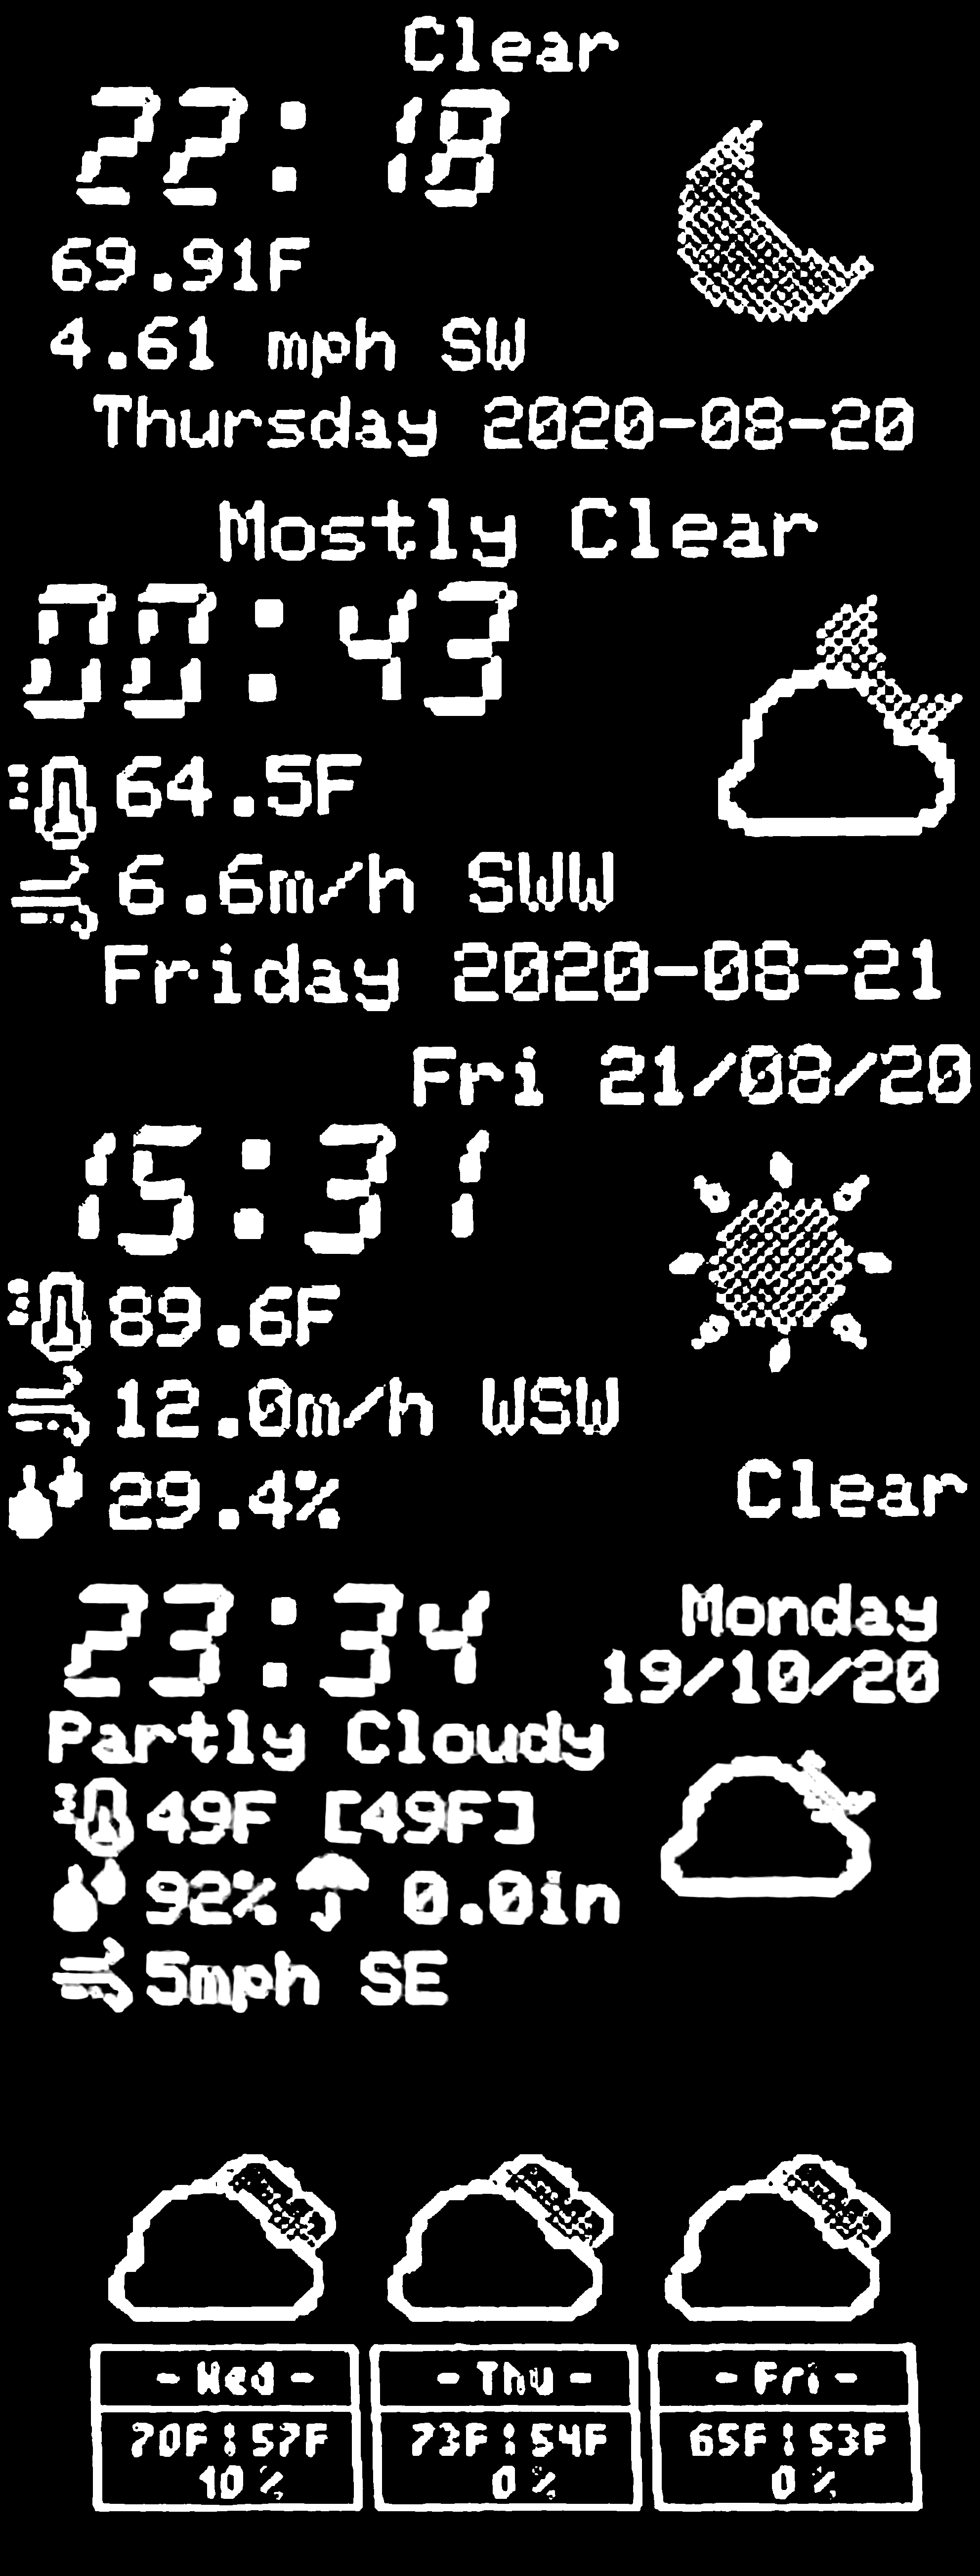 Clear
22:18
69.91F
4.61 mph SW
Thursday 2020-08-20
Mostly Clear
00:43
64.5F
6.6m/h SWW
Friday 2020-08-21
Fri 21/08/20
15:31
89.6F
12.0m/h WSW
29.4%
Clear
23:34
Monday
19/10/20
Partly Cloudy
49F [49F]
92% 0.0in
5mph SE
- Wed - - Thu - - Fri -
70F¦57F 73F¦54F 65F¦53F
10% 0% 0%